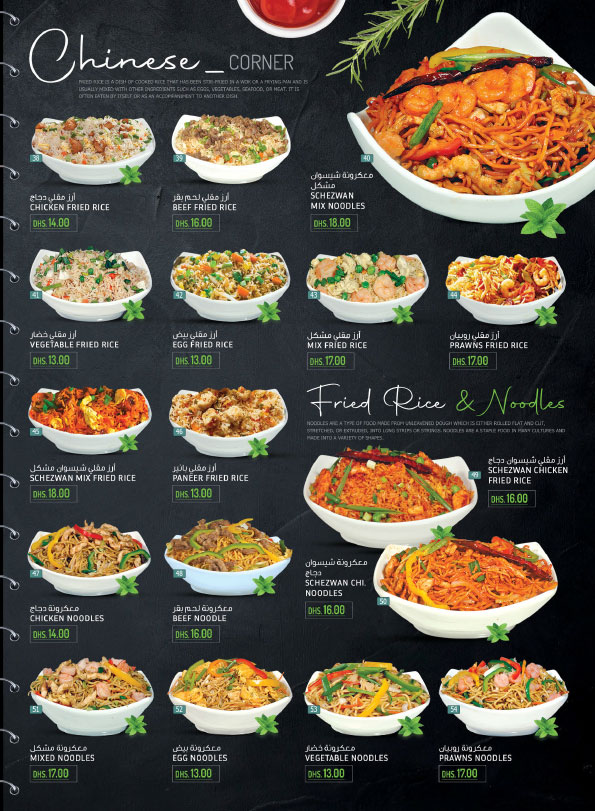 Chinese_ CORNER
FRIED RICE IS A DISH OF COOKED RICE THAT HAS BEEN STIR-FRIED IN A WOK OR A FRYING PAN AND IS
USUALLY MIXED WITH OTHER INGREDIENTS SUCH AS EGGS, VEGETABLES, SEAFOOD, OR MEAT. IT IS
OFTEN EATEN BY ITSELF OR AS AN ACCOMPANIMENT TO ANOTHER DISH.
38
أرز مقلي دجاج
CHICKEN FRIED RICE
DHS. 14.00
39
أرز مقلي لحم بقر
BEEF FRIED RICE
DHS. 16.00
40
معكرونة شيسوان
مشكل
SCHEZWAN
MIX NOODLES
DHS. 18.00
41
أرز مقلي خضار
VEGETABLE FRIED RICE
DHS. 13.00
42
أرز مقلي بيض
EGG FRIED RICE
DHS. 13.00
43
أرز مقلي مشكل
MIX FRIED RICE
DHS. 17.00
44
أرز مقلي روبيان
PRAWNS FRIED RICE
DHS. 17.00
45
أرز مقلي شيسوان مشكل
SCHEZWAN MIX FRIED RICE
DHS. 18.00
46
أرز مقلي بانير
PANEER FRIED RICE
DHS. 13.00
Fried Rice & Noodles
NOODLES ARE A TYPE OF FOOD MADE FROM UNLEAVENED DOUGH WHICH IS EITHER ROLLED FLAT AND CUT,
STRETCHED, OR EXTRUDED, INTO LONG STRIPS OR STRINGS. NOODLES ARE A STAPLE FOOD IN MANY CULTURES AND
MADE INTO A VARIETY OF SHAPES.
49
أرز مقلي شيسوان دجاج
SCHEZWAN CHICKEN
FRIED RICE
DHS. 16.00
47
معكرونة دجاج
CHICKEN NOODLES
DHS. 14.00
48
معكرونة لحم بقر
BEEF NOODLE
DHS. 16.00
معكرونة شيسوان
دجاج
SCHEZWAN CHI.
NOODLES
DHS. 16.00
50
51
معكرونة مشكل
MIXED NOODLES
DHS. 17.00
52
معكرونة بيض
EGG NOODLES
DHS. 13.00
53
معكرونة خضار
VEGETABLE NOODLES
DHS. 13.00
54
معكرونة روبيان
PRAWNS NOODLES
DHS. 17.00